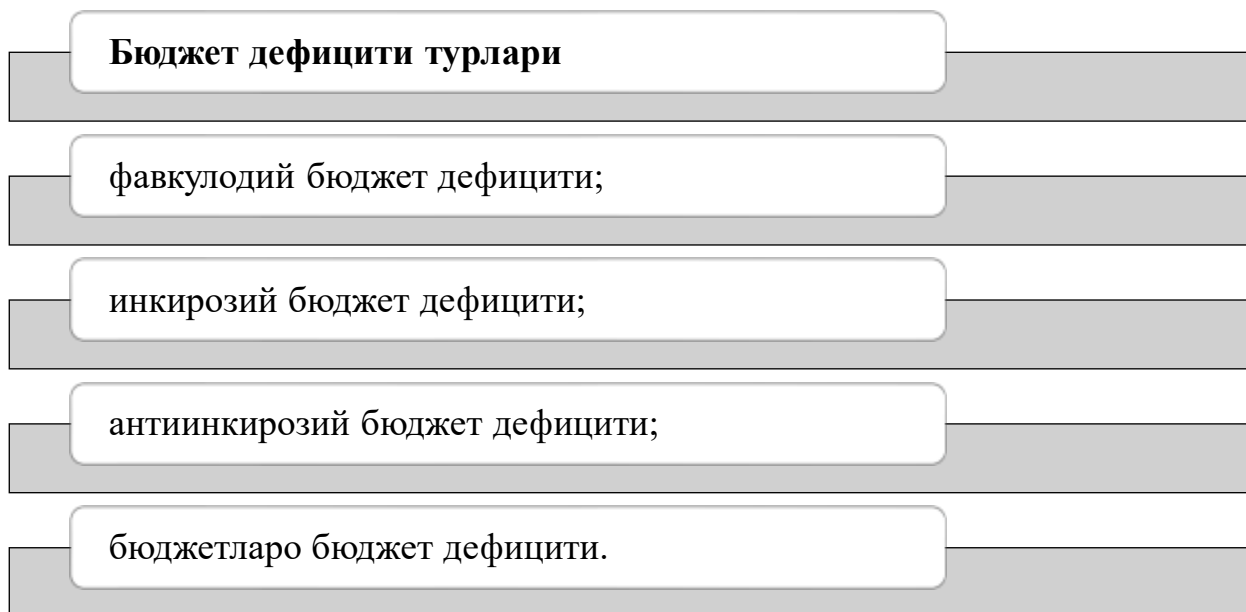 Бюджет дефицити турлари
фавкулодий бюджет дефицити;
инкирозий бюджет дефицити;
антиинкирозий бюджет дефицити;
бюджетларо бюджет дефицити.